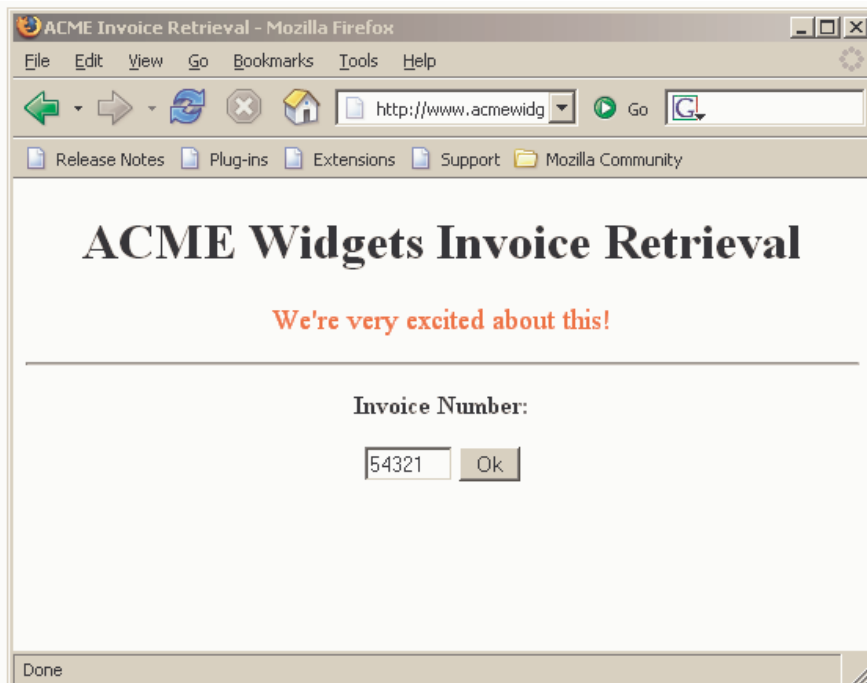 ACME Invoice Retrieval - Mozilla Firefox
File Edit View Go Bookmarks Tools Help
http://www.acmewidg Go G
Release Notes Plug-ins Extensions Support Mozilla Community
ACME Widgets Invoice Retrieval
We're very excited about this!
Invoice Number:
54321 Ok
Done